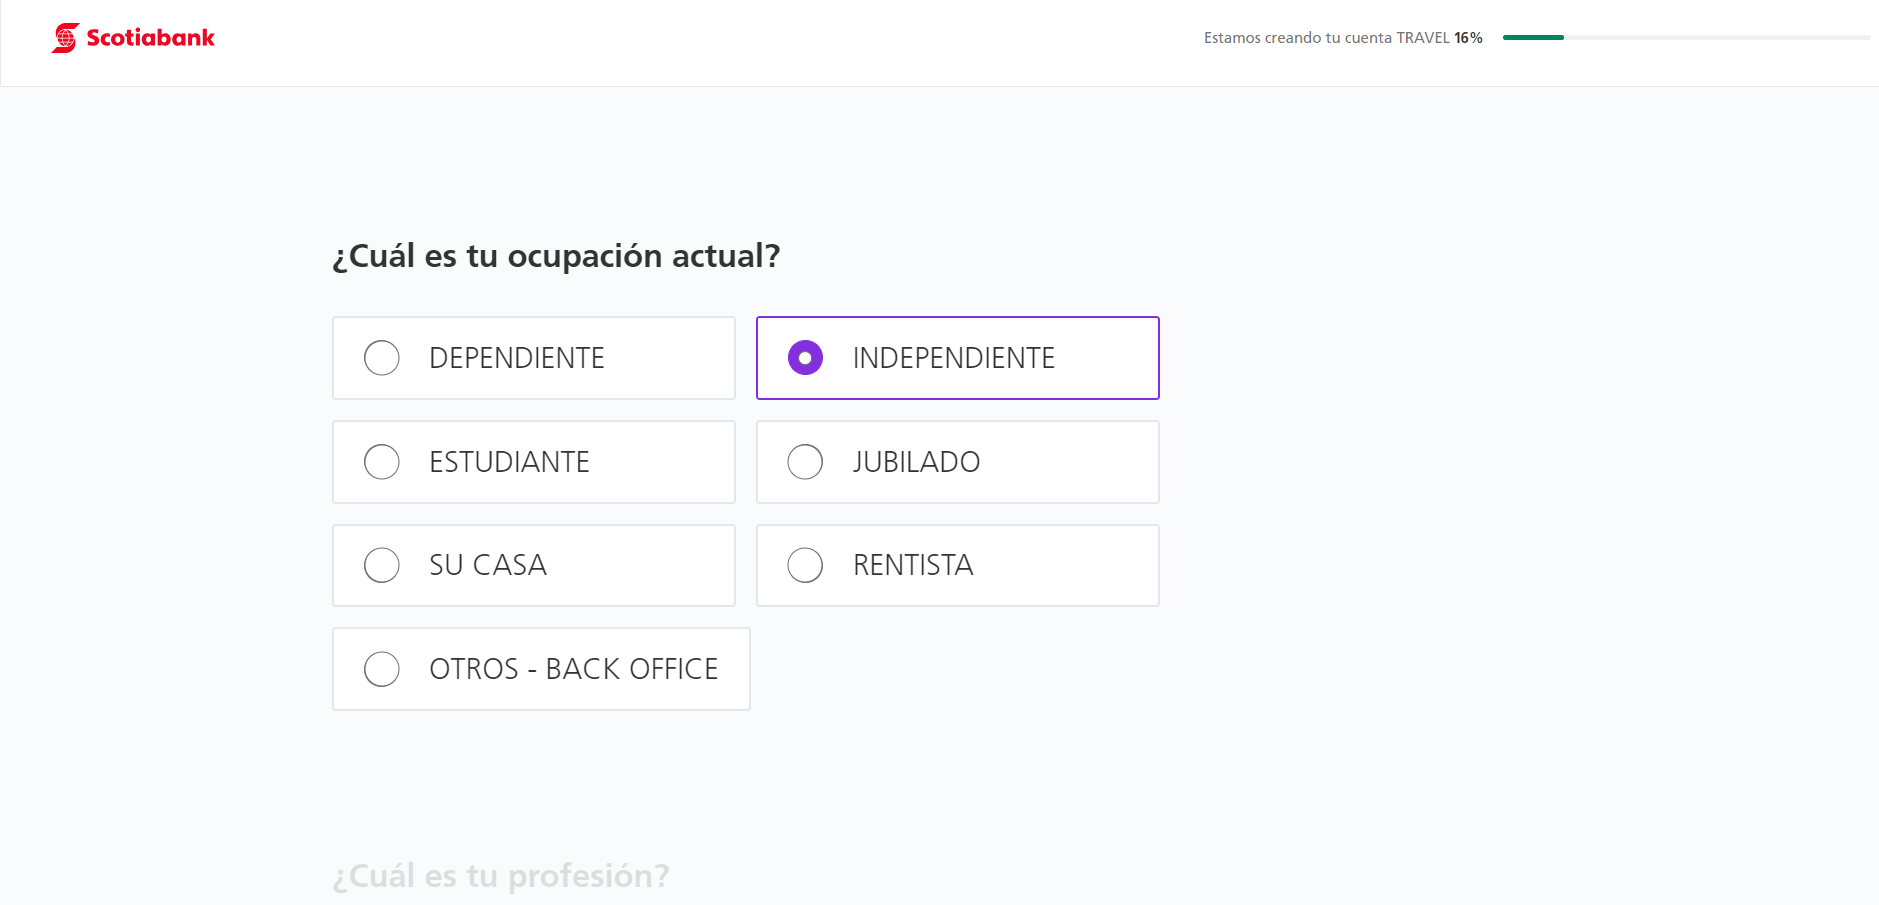 Scotiabank
Estamos creando tu cuenta TRAVEL 16%
¿Cuál es tu ocupación actual?
DEPENDIENTE
INDEPENDIENTE
ESTUDIANTE
JUBILADO
SU CASA
RENTISTA
OTROS - BACK OFFICE
¿Cuál es tu profesión?